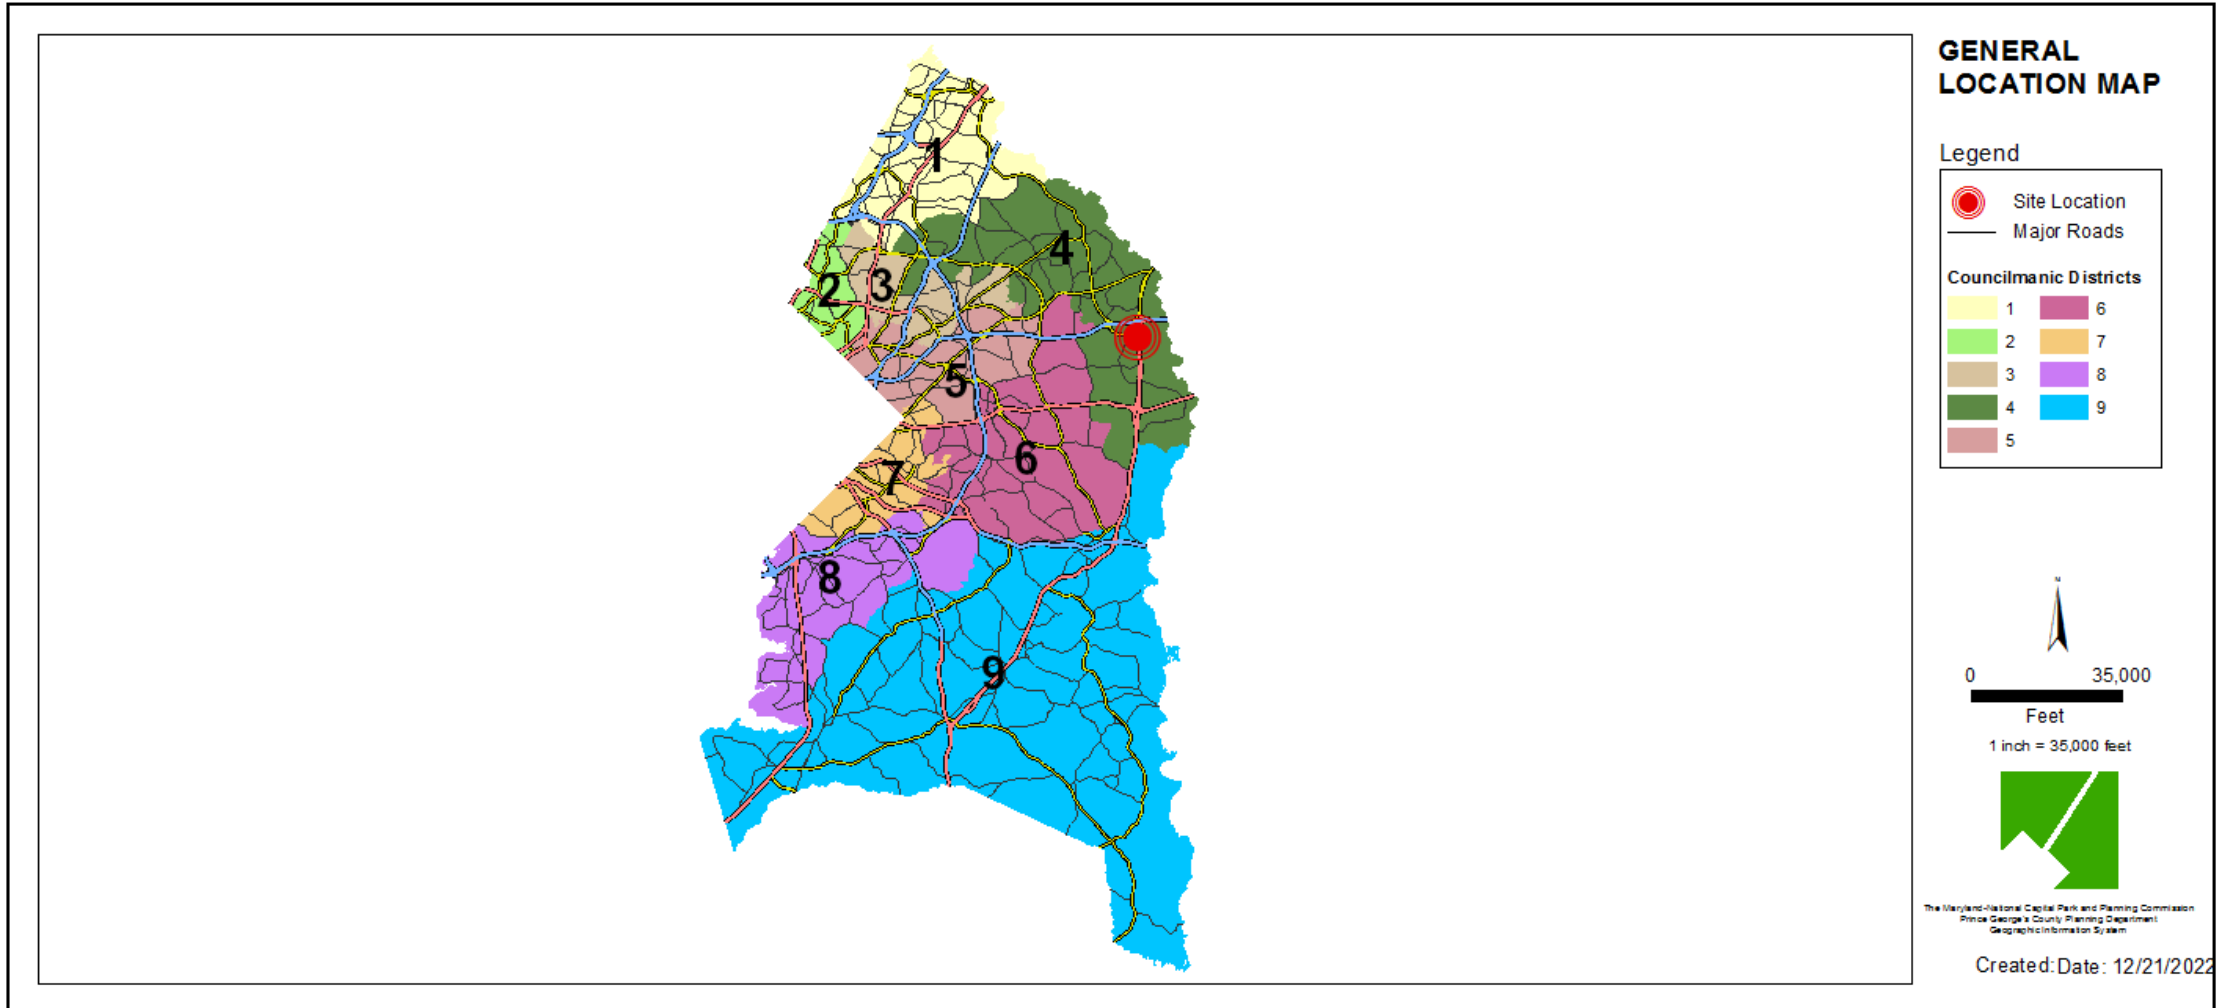 GENERAL
LOCATION MAP
Legend
Site Location
Major Roads
Councilmanic Districts
1 6
2 7
3 8
4 9
5
1
4
2
3
5
6
7
8
9
N
0 35,000
Feet
1 inch = 35,000 feet
The Maryland-National Capital Park and Planning Commission
Prince George's County Planning Department
Geographic Information System
Created: Date: 12/21/2022